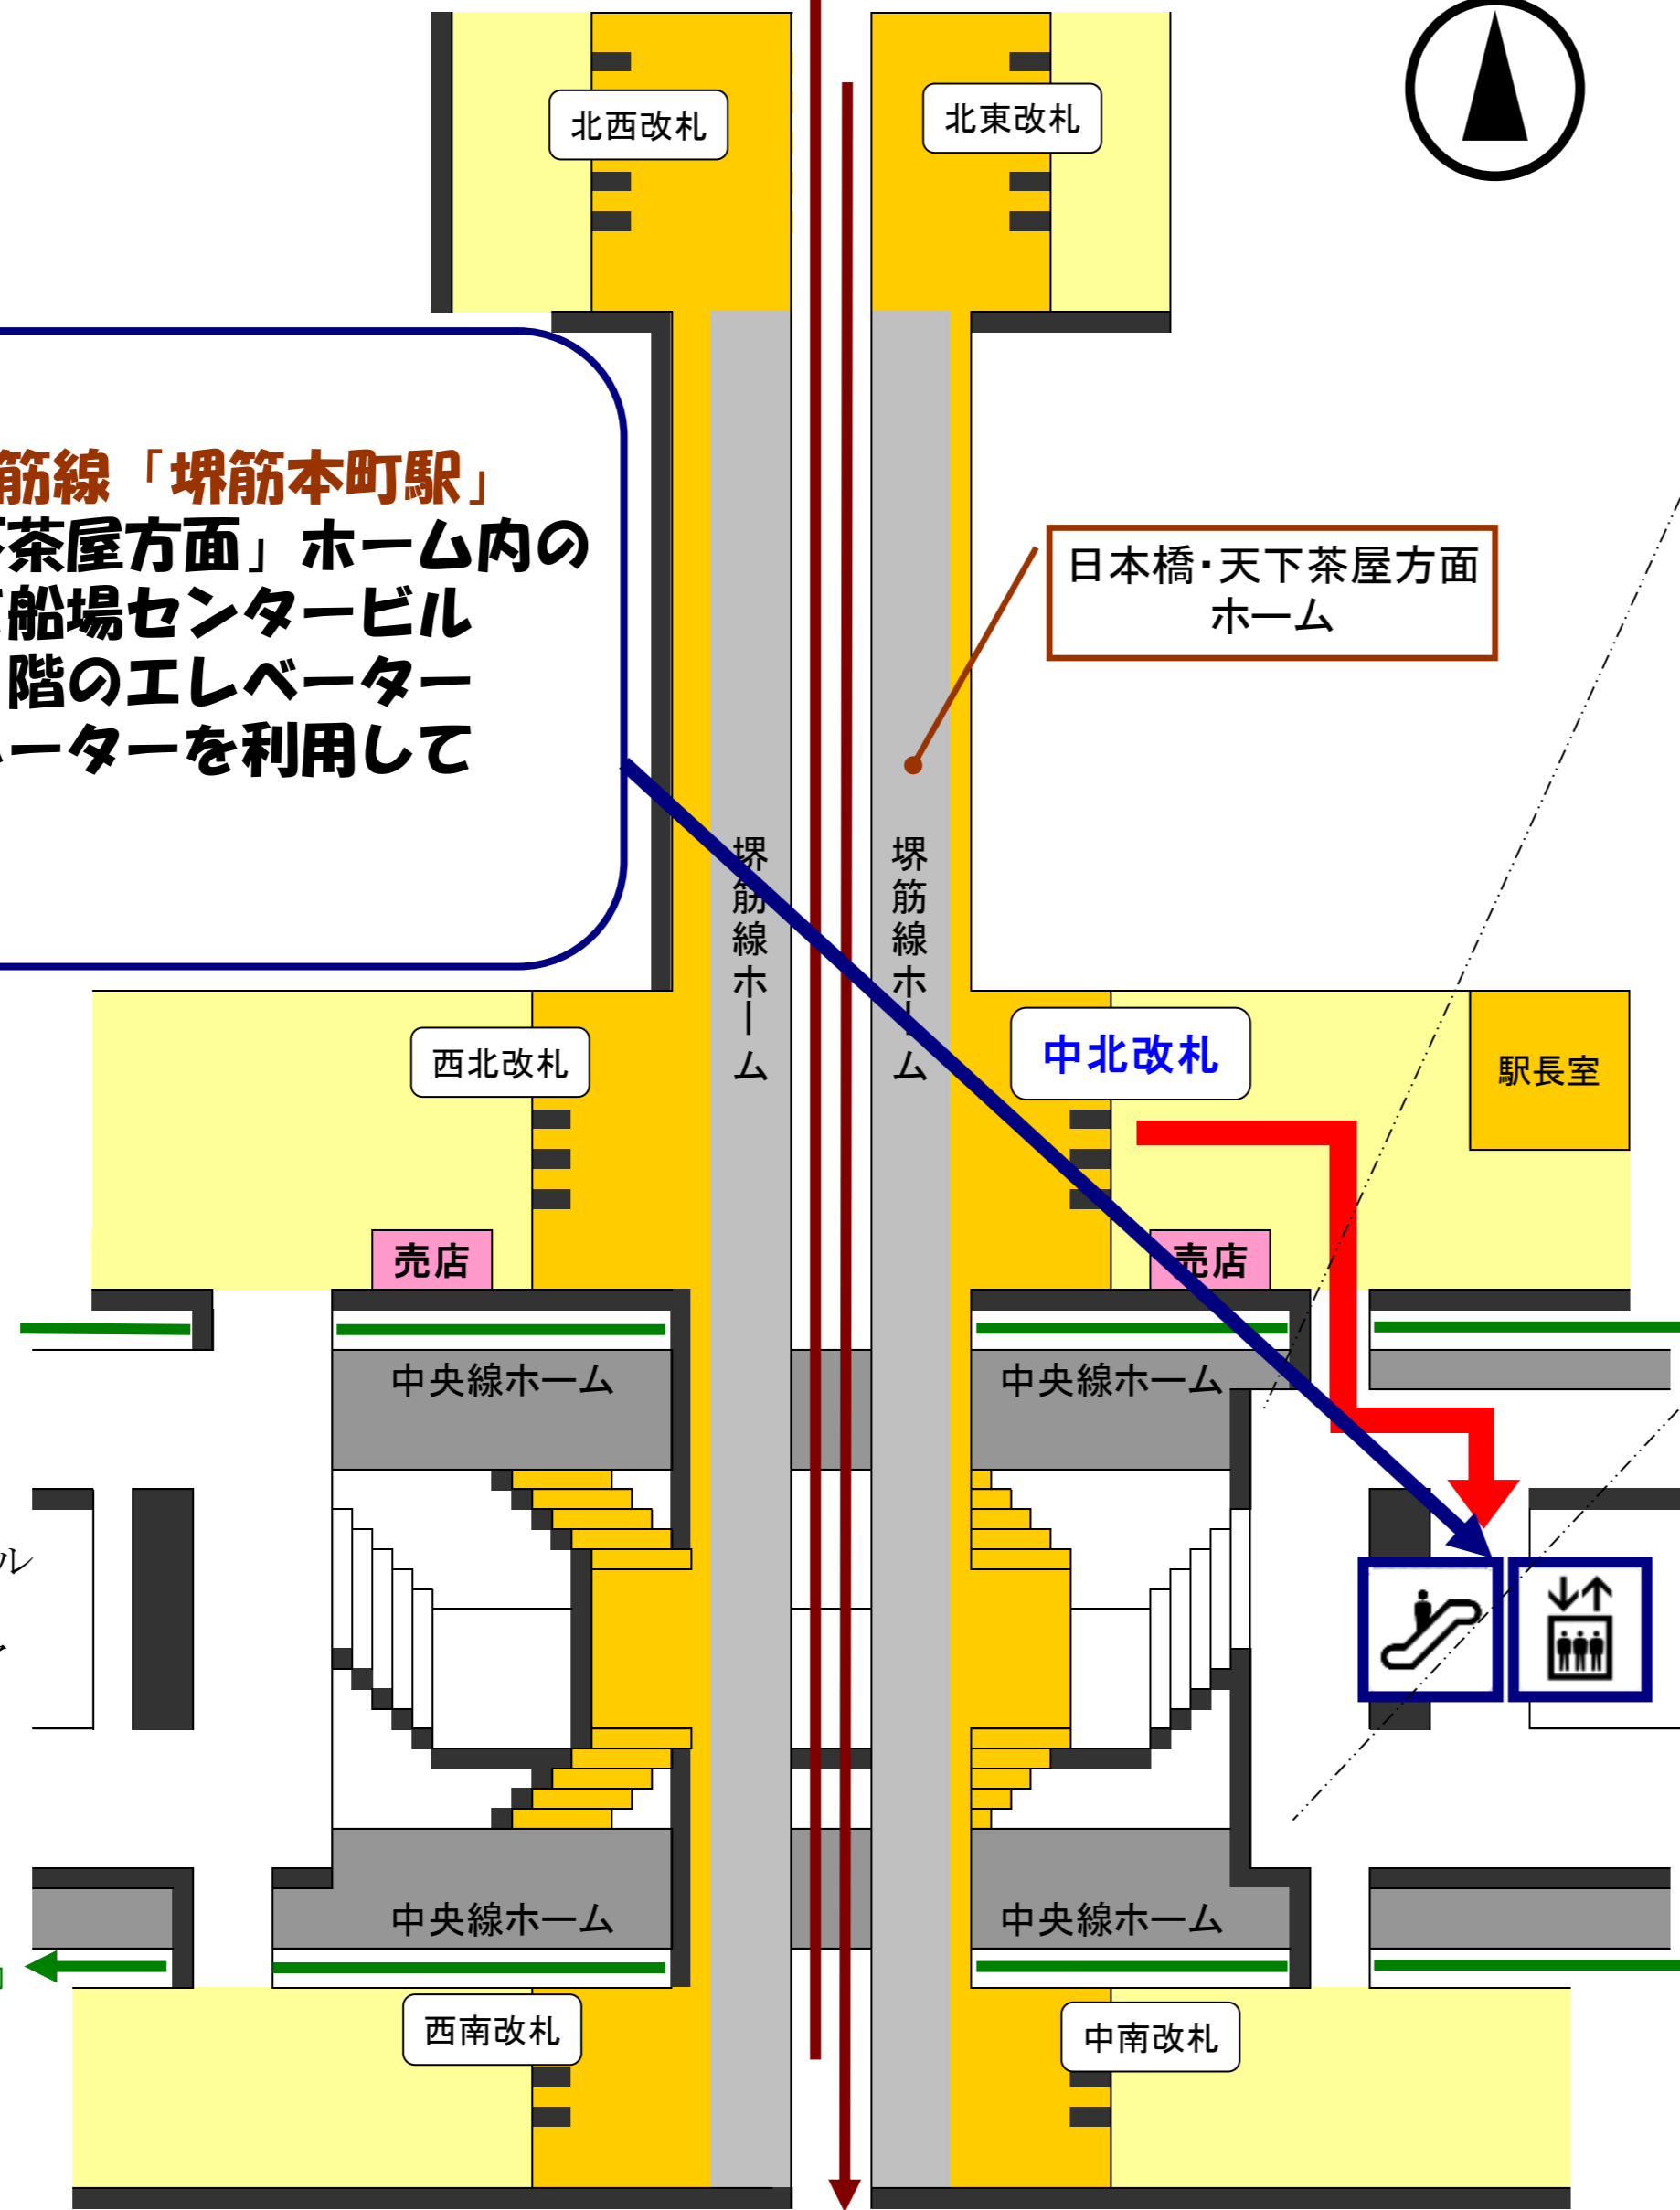 北西改札
北東改札
筋線「堺筋本町駅」
茶屋方面」ホーム内の
船場センタービル
階のエレベーター
ーターを利用して
日本橋・天下茶屋方面
ホーム
堺筋線ホーム
堺筋線ホーム
西北改札
中北改札
駅長室
売店
売店
中央線ホーム
中央線ホーム
ル
中央線ホーム
中央線ホーム
西南改札
中南改札